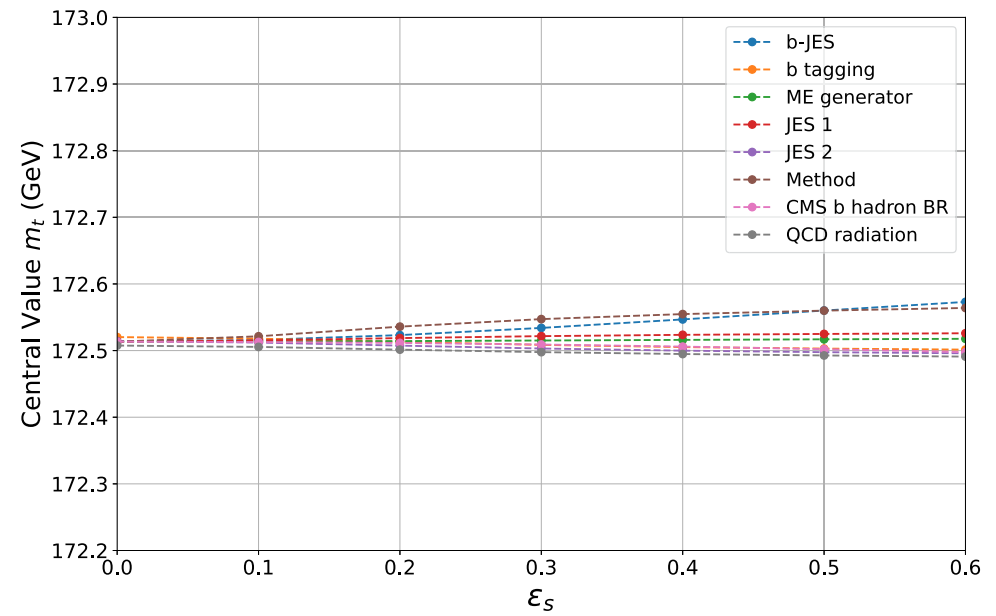 173.0
172.9
172.8
172.7
172.6
172.5
172.4
172.3
172.2
Central Value m_t (GeV)
b-JES
b tagging
ME generator
JES 1
JES 2
Method
CMS b hadron BR
QCD radiation
0.0 0.1 0.2 0.3 0.4 0.5 0.6
ε_s